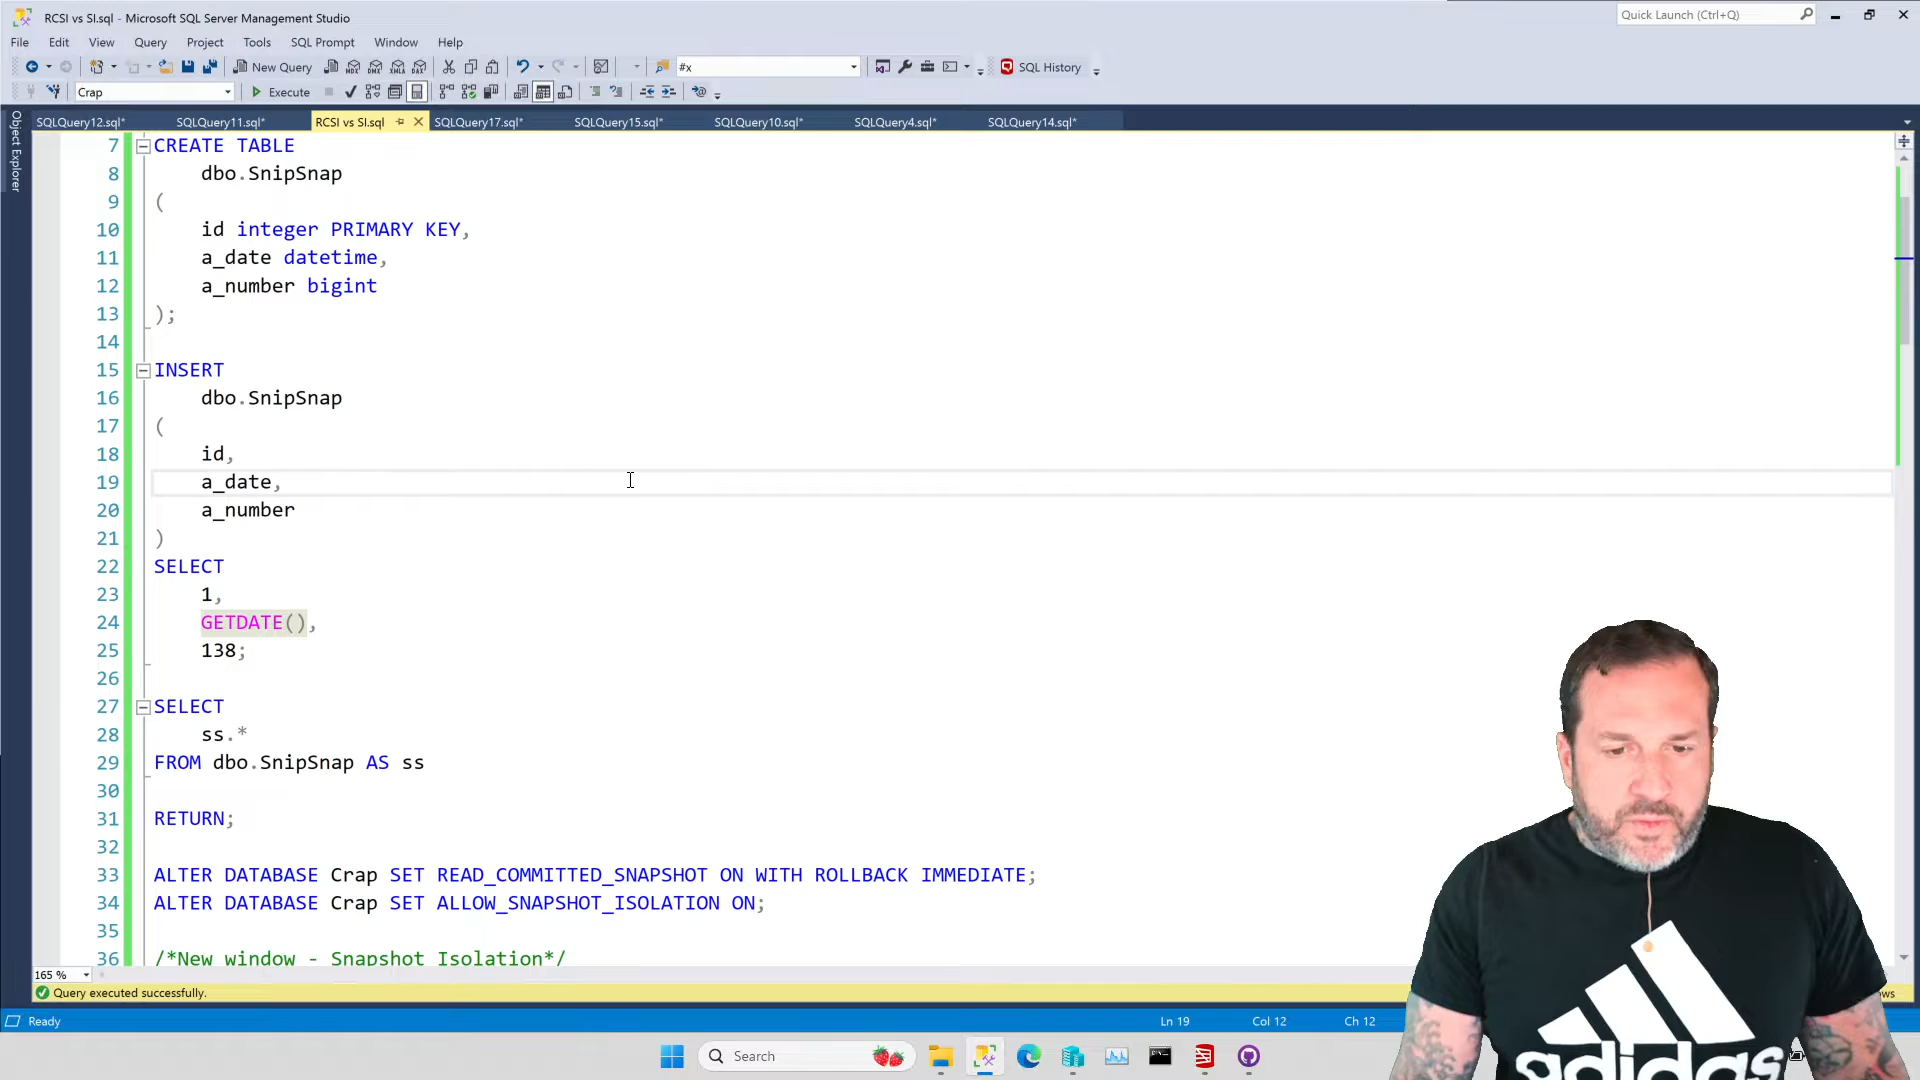 RCSI vs SI.sql - Microsoft SQL Server Management Studio
Quick Launch (Ctrl+Q)
File Edit View Query Project Tools SQL Prompt Window Help
New Query
MDX DMX XMLA DAX
#x
SQL History
Crap
Execute
SQLQuery12.sql* SQLQuery11.sql* RCSI vs SI.sql SQLQuery17.sql* SQLQuery15.sql* SQLQuery10.sql* SQLQuery4.sql* SQLQuery14.sql*
Object Explorer
7 CREATE TABLE
8 dbo.SnipSnap
9 (
10 id integer PRIMARY KEY,
11 a_date datetime,
12 a_number bigint
13 );
14
15 INSERT
16 dbo.SnipSnap
17 (
18 id,
19 a_date,
20 a_number
21 )
22 SELECT
23 1,
24 GETDATE(),
25 138;
26
27 SELECT
28 ss.*
29 FROM dbo.SnipSnap AS ss
30
31 RETURN;
32
33 ALTER DATABASE Crap SET READ_COMMITTED_SNAPSHOT ON WITH ROLLBACK IMMEDIATE;
34 ALTER DATABASE Crap SET ALLOW_SNAPSHOT_ISOLATION ON;
35
36 /*New window - Snapshot Isolation*/
165 %
Query executed successfully.
Ready Ln 19 Col 12 Ch 12
Search
adidas